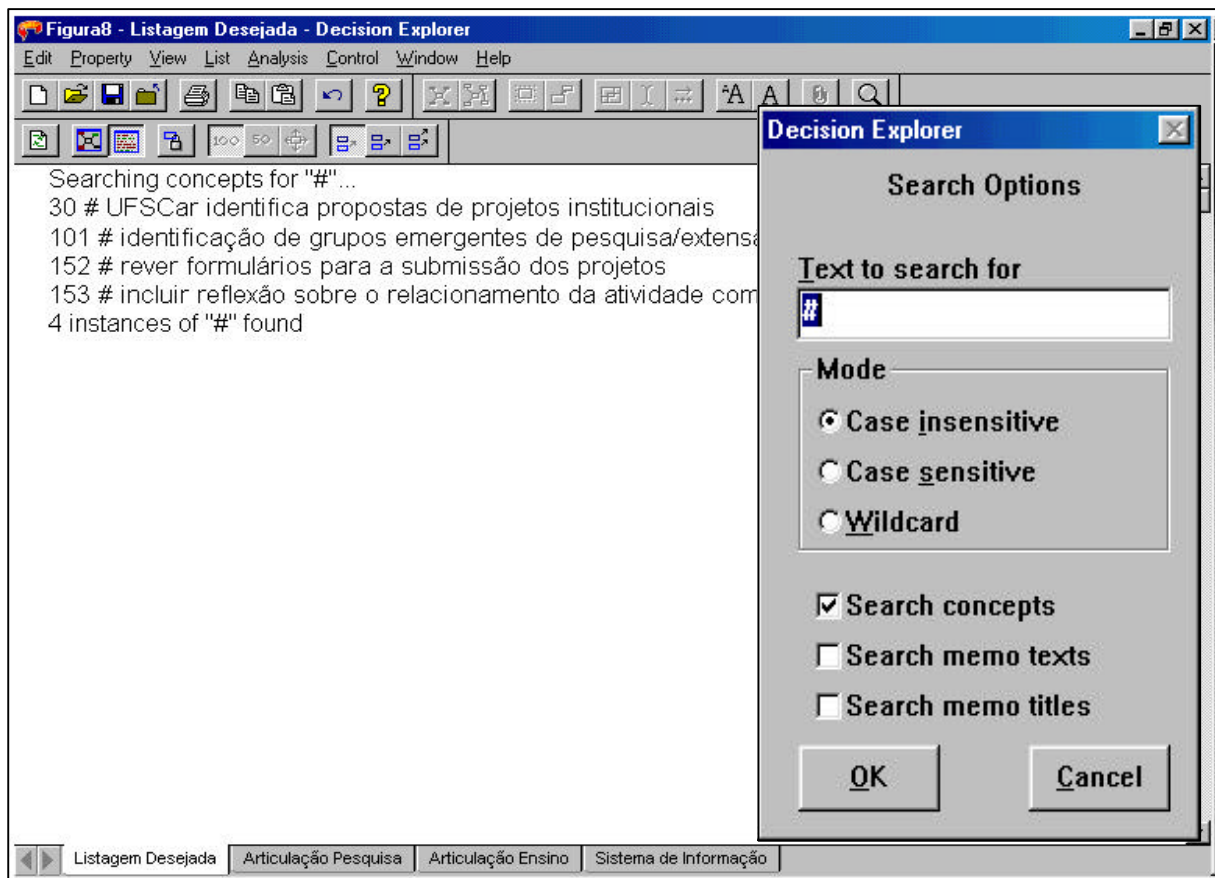 Figura8 - Listagem Desejada - Decision Explorer
Edit Property View List Analysis Control Window Help
100 50
Searching concepts for "#"...
30 # UFSCar identifica propostas de projetos institucionais
101 # identificação de grupos emergentes de pesquisa/extensã
152 # rever formulários para a submissão dos projetos
153 # incluir reflexão sobre o relacionamento da atividade com
4 instances of "#" found
Decision Explorer
Search Options
Text to search for
#
Mode
Case insensitive
Case sensitive
Wildcard
Search concepts
Search memo texts
Search memo titles
OK Cancel
Listagem Desejada Articulação Pesquisa Articulação Ensino Sistema de Informação